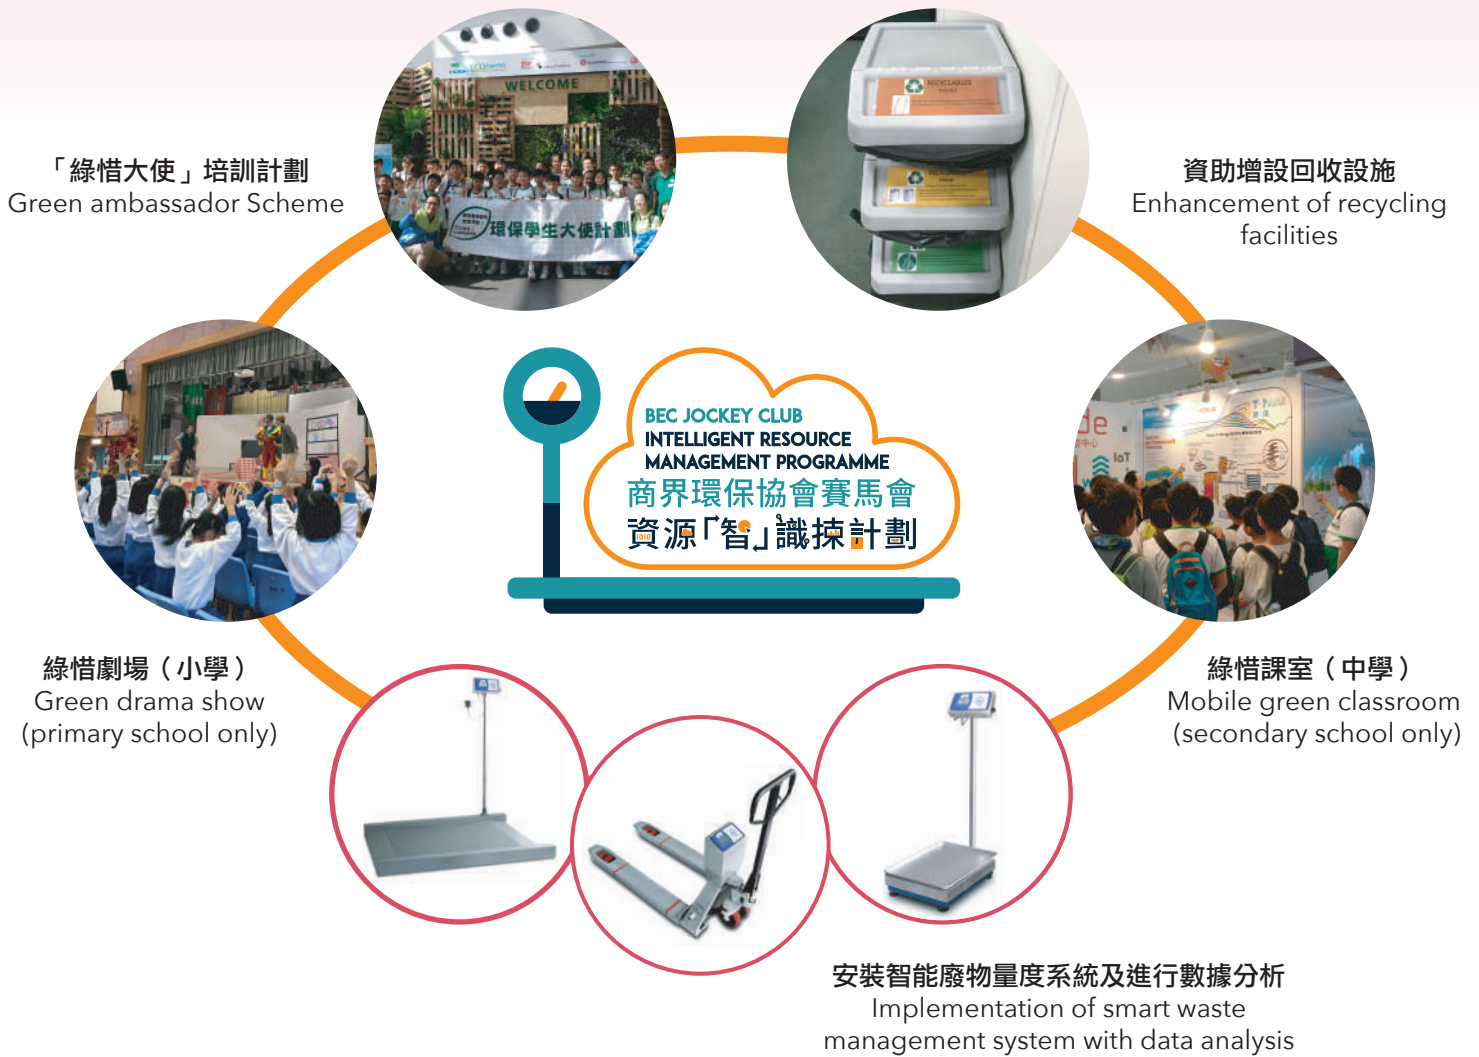 WELCOME
環保學生大使計劃
RECYCLABLES
「綠惜大使」培訓計劃
Green ambassador Scheme
資助增設回收設施
Enhancement of recycling
facilities
BEC JOCKEY CLUB
INTELLIGENT RESOURCE
MANAGEMENT PROGRAMME
商界環保協會賽馬會
資源「智」識揀計劃
T·PARK
IoT
綠惜劇場（小學）
Green drama show
(primary school only)
綠惜課室（中學）
Mobile green classroom
(secondary school only)
安裝智能廢物量度系統及進行數據分析
Implementation of smart waste
management system with data analysis